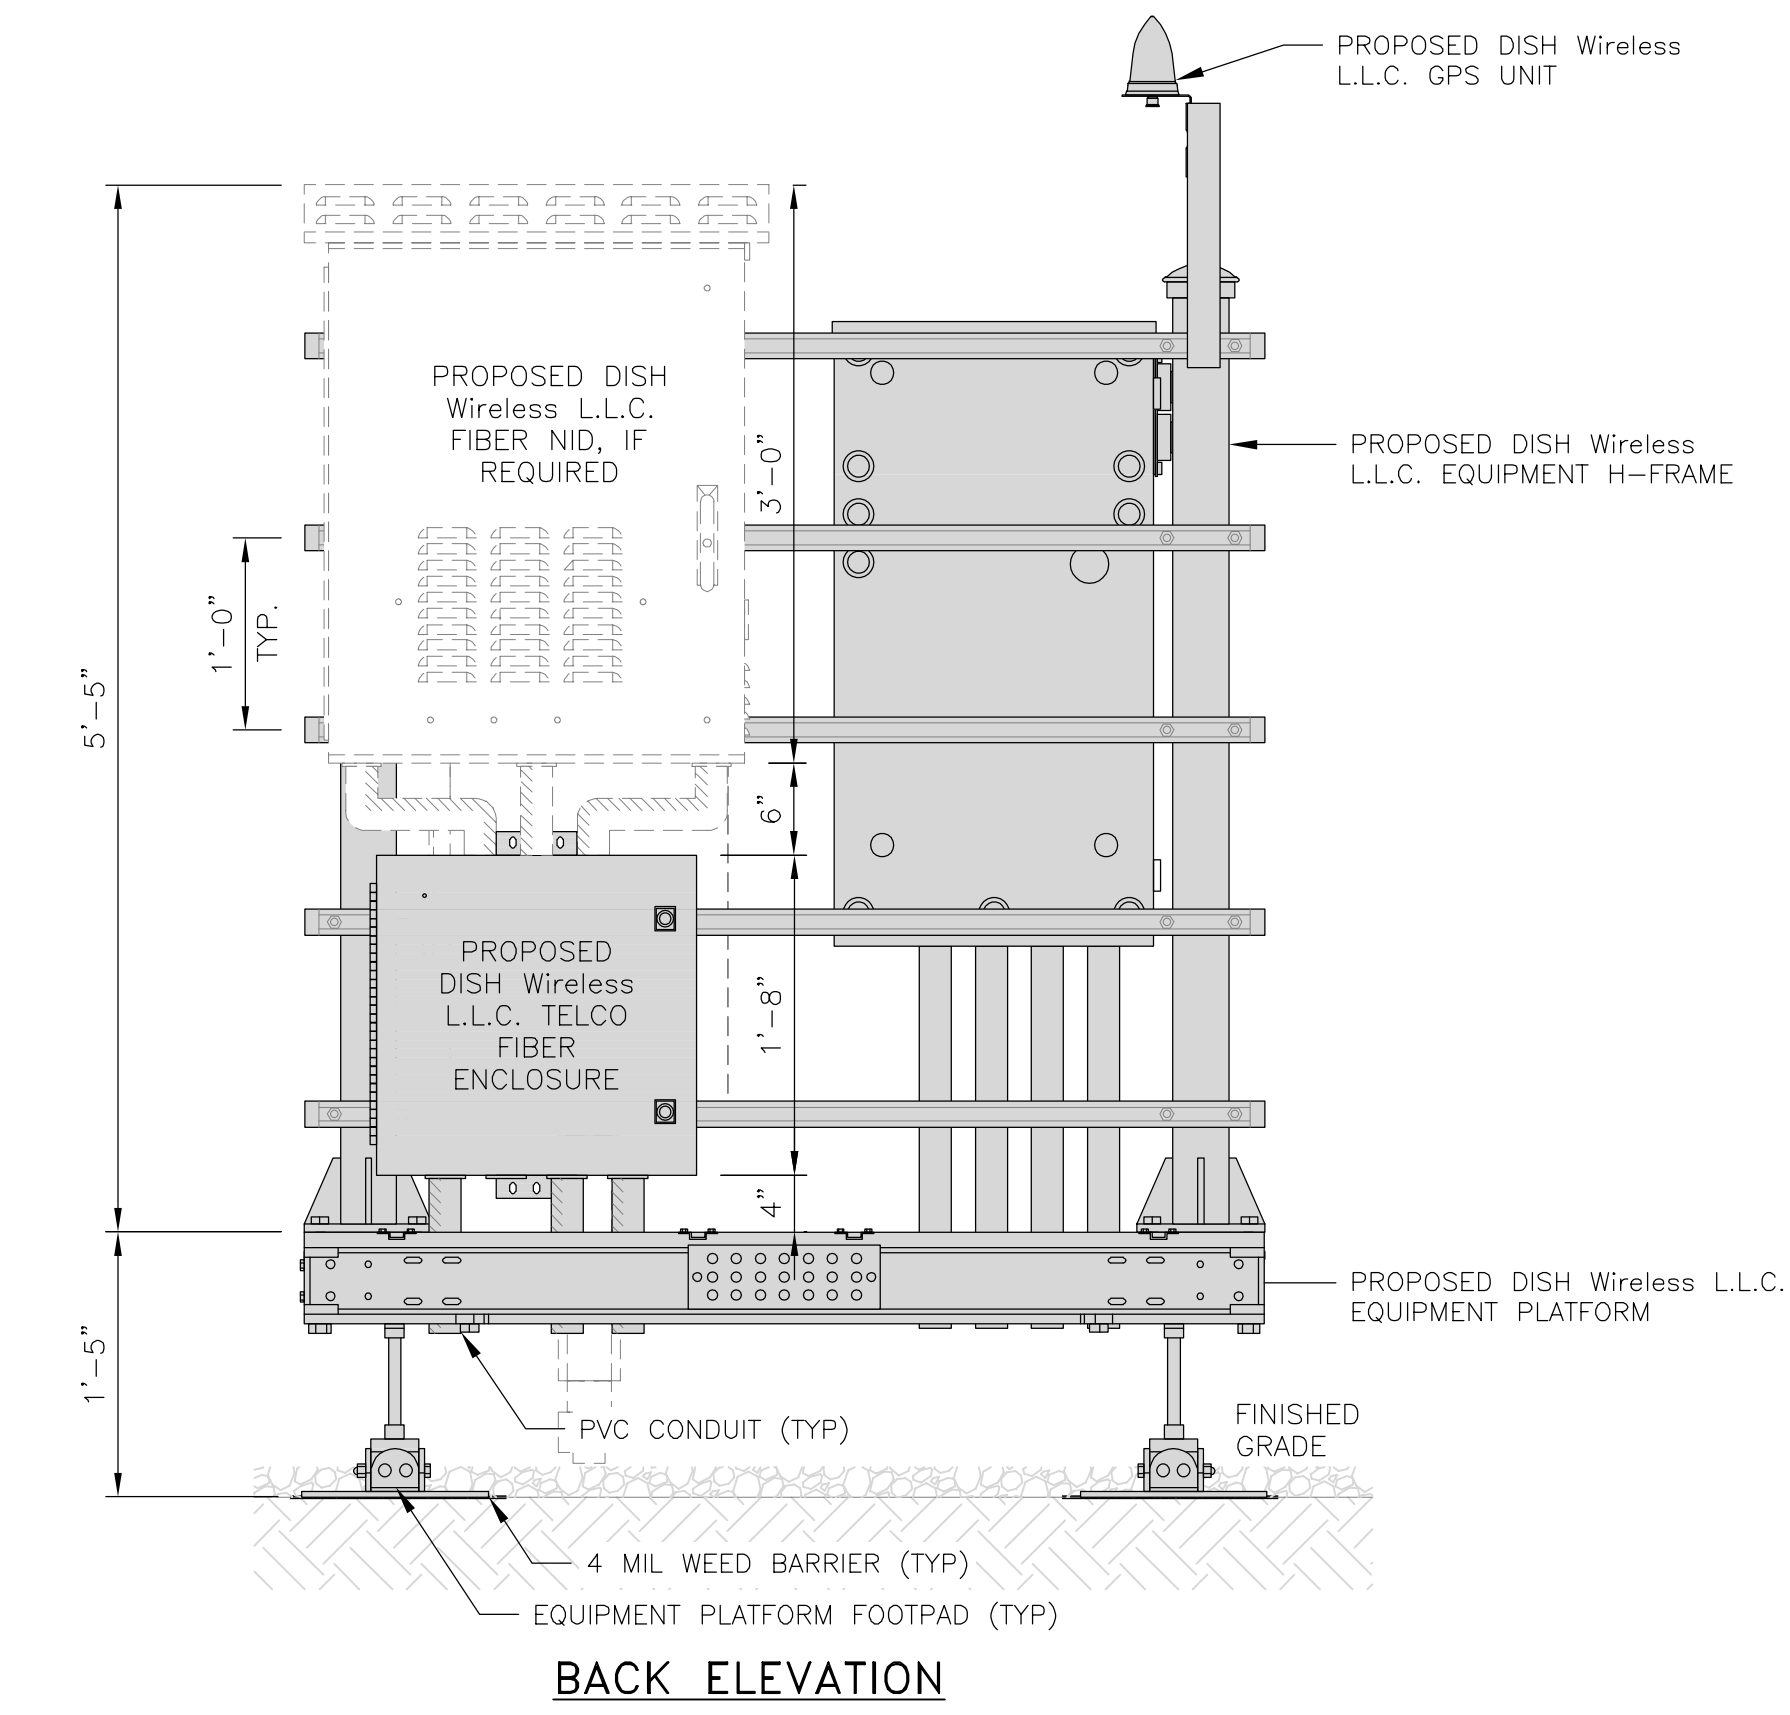 PROPOSED DISH Wireless
L.L.C. GPS UNIT
PROPOSED DISH
Wireless L.L.C.
FIBER NID, IF
REQUIRED
3'-0"
PROPOSED DISH Wireless
L.L.C. EQUIPMENT H-FRAME
1'-0"
TYP.
5'-5"
6"
PROPOSED
DISH Wireless
L.L.C. TELCO
FIBER
ENCLOSURE
1'-8"
4"
PROPOSED DISH Wireless L.L.C.
EQUIPMENT PLATFORM
1'-5"
PVC CONDUIT (TYP)
FINISHED
GRADE
4 MIL WEED BARRIER (TYP)
EQUIPMENT PLATFORM FOOTPAD (TYP)
BACK ELEVATION